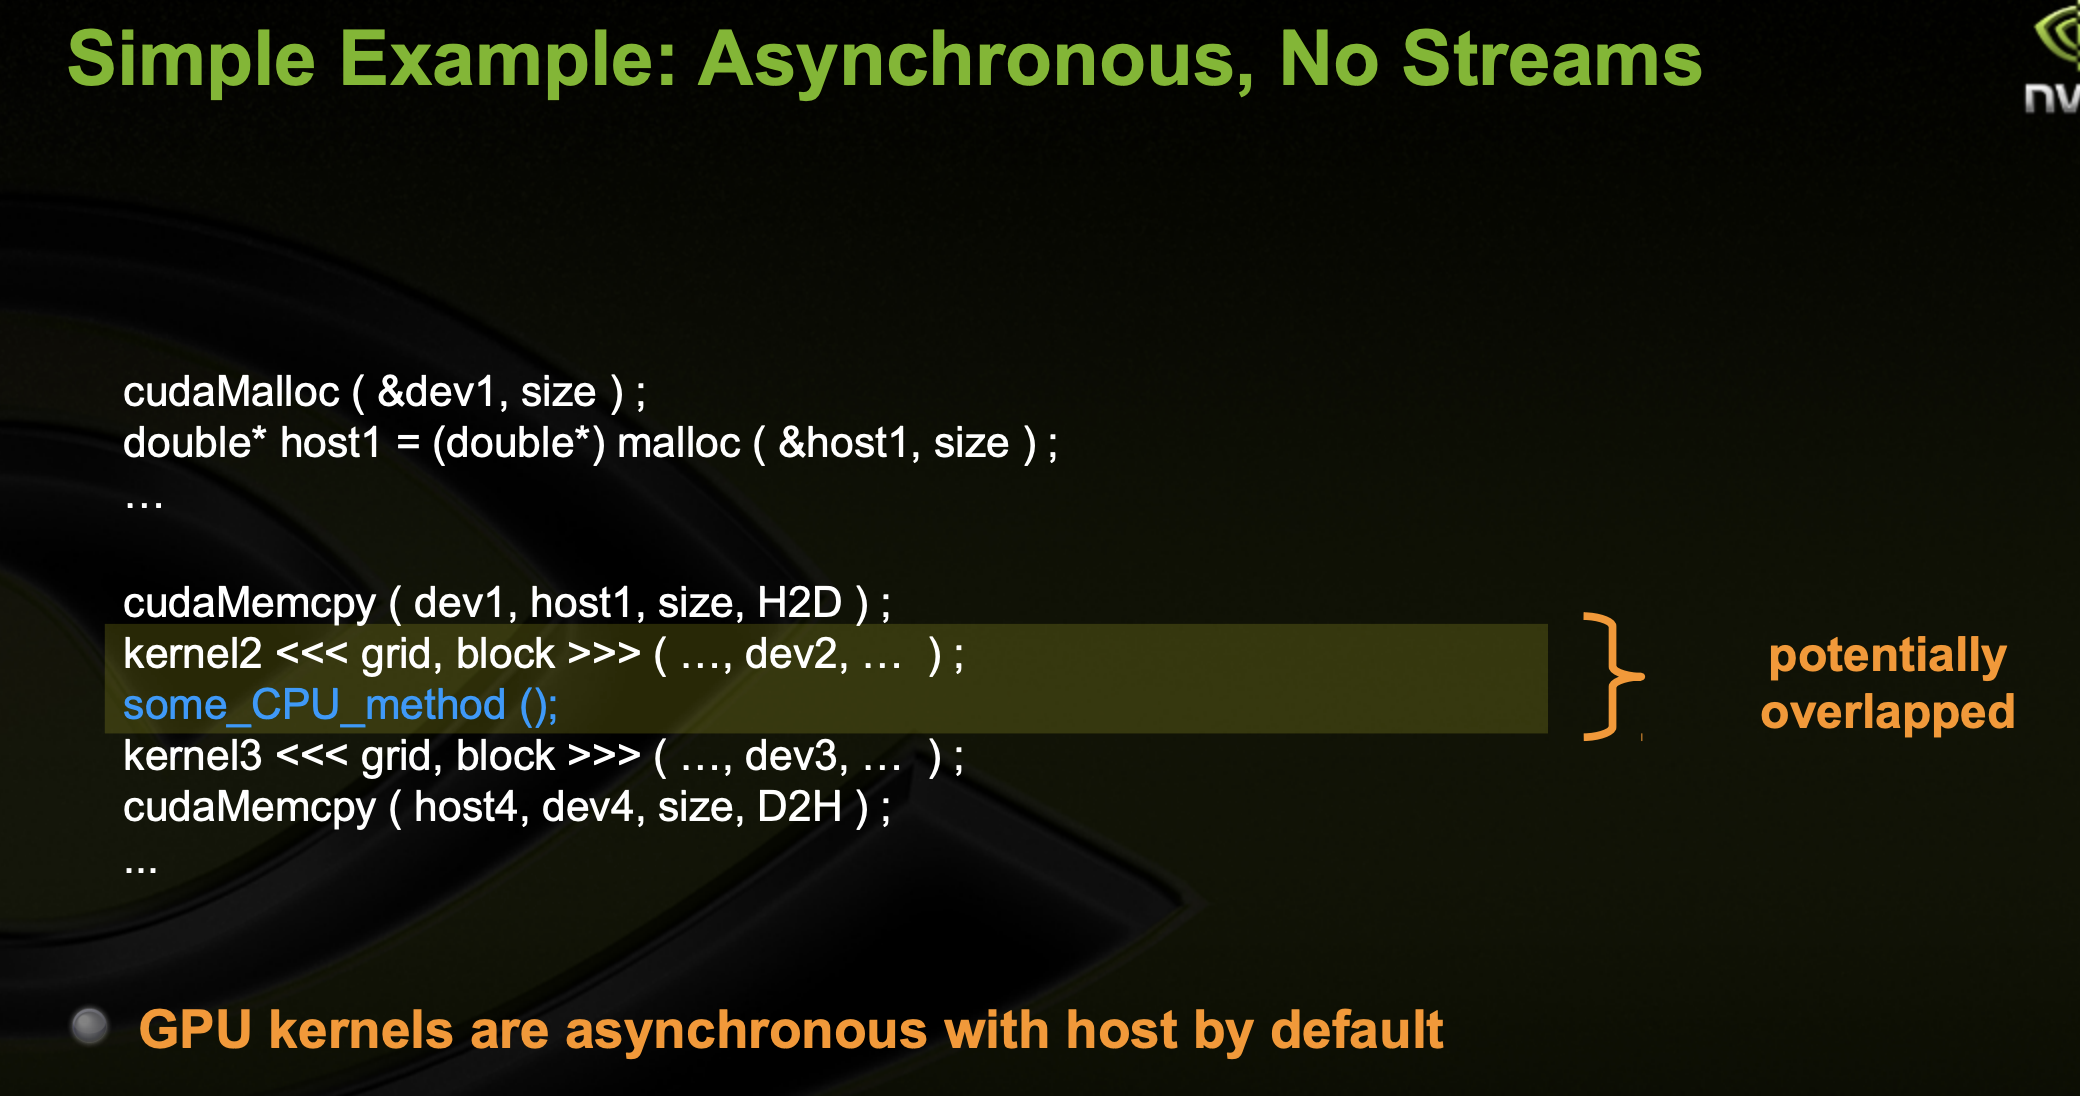 Simple Example: Asynchronous, No Streams
cudaMalloc ( &dev1, size ) ;
double* host1 = (double*) malloc ( &host1, size ) ;
…
cudaMemcpy ( dev1, host1, size, H2D ) ;
kernel2 <<< grid, block >>> ( …, dev2, … ) ;
some_CPU_method ();
kernel3 <<< grid, block >>> ( …, dev3, … ) ;
cudaMemcpy ( host4, dev4, size, D2H ) ;
...
potentially
overlapped
GPU kernels are asynchronous with host by default